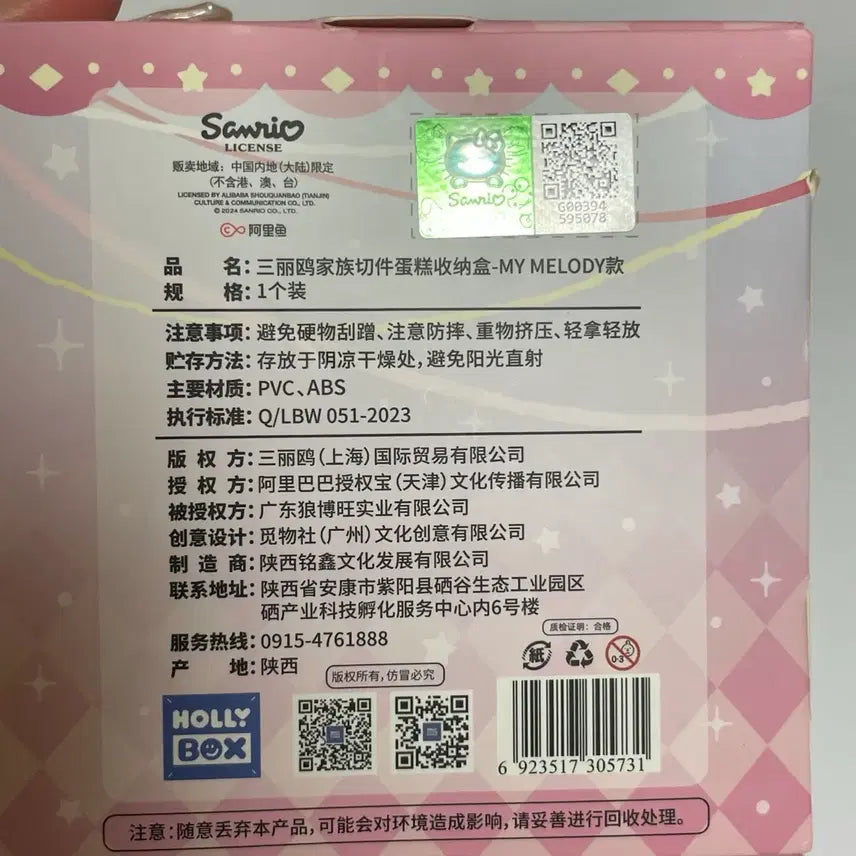 Sanrio
LICENSE
贩卖地域：中国内地(大陆)限定
(不含港、澳、台)
LICENSED BY ALIBABA SHOUQUANBAO (TIANJIN)
CULTURE & COMMUNICATION CO., LTD.
© 2024 SANRIO CO., LTD.
阿里鱼
Sanrio
G00394
595078
品 名：三丽鸥家族切件蛋糕收纳盒-MY MELODY款
规 格：1个装
注意事项：避免硬物刮蹭、注意防摔、重物挤压、轻拿轻放
贮存方法：存放于阴凉干燥处，避免阳光直射
主要材质：PVC、ABS
执行标准：Q/LBW 051-2023
版 权 方：三丽鸥(上海)国际贸易有限公司
授 权 方：阿里巴巴授权宝(天津)文化传播有限公司
被授权方：广东狼博旺实业有限公司
创意设计：觅物社(广州)文化创意有限公司
制 造 商：陕西铭鑫文化发展有限公司
联系地址：陕西省安康市紫阳县硒谷生态工业园区
硒产业科技孵化服务中心内6号楼
服务热线：0915-4761888
产 地：陕西
质检证明：合格
紙
0-3
版权所有，仿冒必究
HOLLY
BOX
6 923517 305731
注意：随意丢弃本产品，可能会对环境造成影响，请妥善进行回收处理。